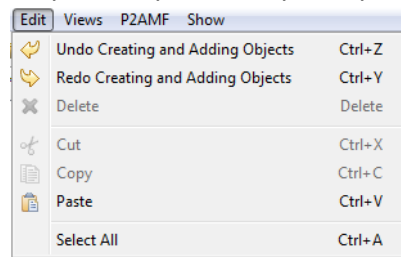 Edit Views P2AMF Show
Undo Creating and Adding Objects Ctrl+Z
Redo Creating and Adding Objects Ctrl+Y
Delete Delete
Cut Ctrl+X
Copy Ctrl+C
Paste Ctrl+V
Select All Ctrl+A